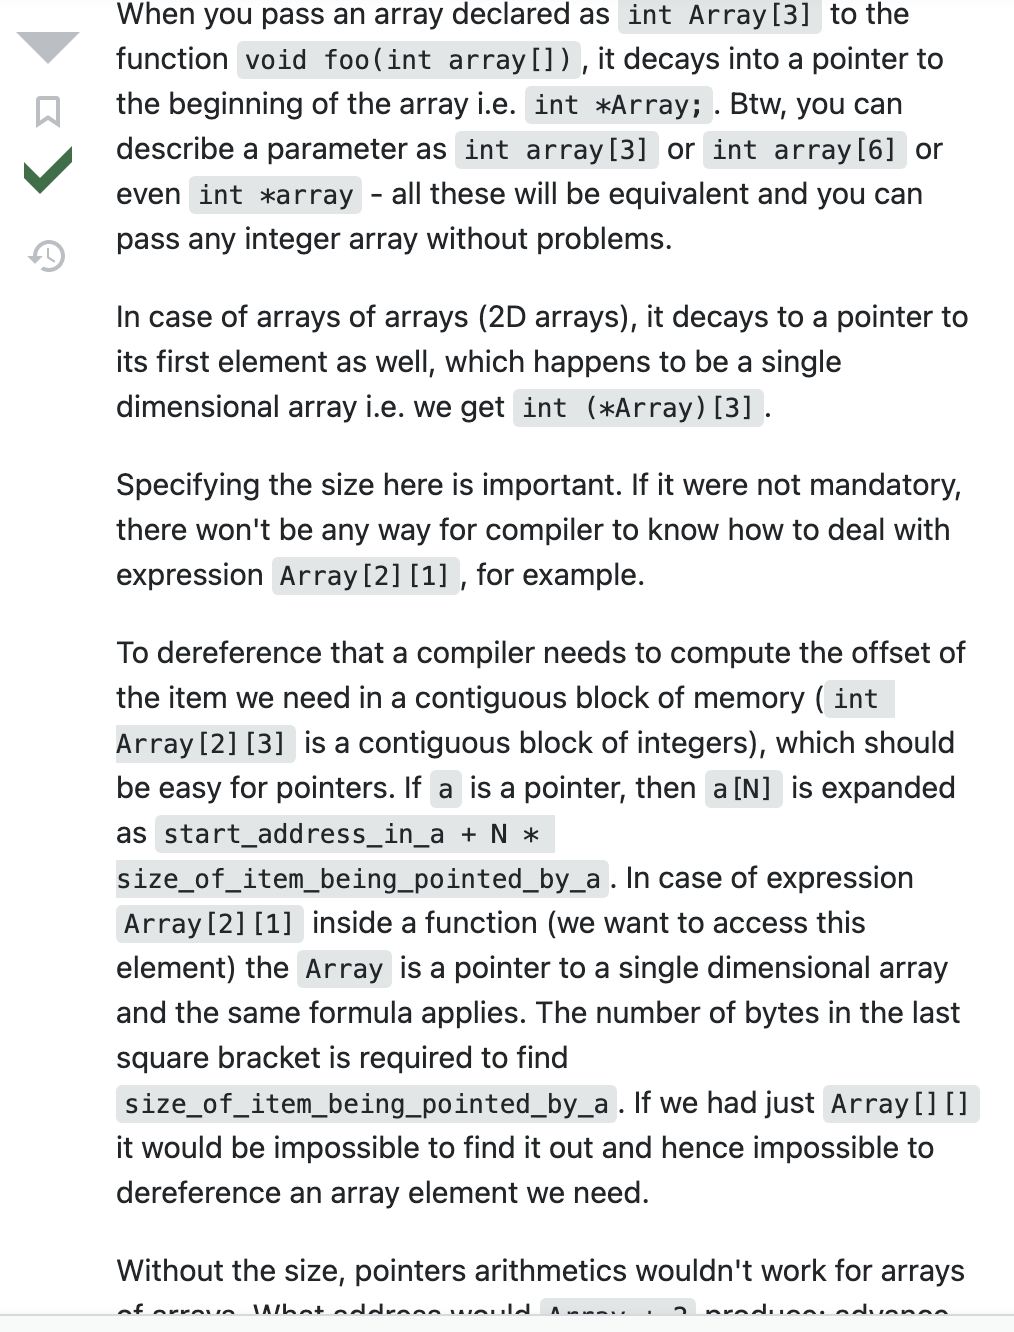 When you pass an array declared as int Array[3] to the
function void foo(int array[]), it decays into a pointer to
the beginning of the array i.e. int *Array;. Btw, you can
describe a parameter as int array[3] or int array[6] or
even int *array - all these will be equivalent and you can
pass any integer array without problems.
In case of arrays of arrays (2D arrays), it decays to a pointer to
its first element as well, which happens to be a single
dimensional array i.e. we get int (*Array)[3].
Specifying the size here is important. If it were not mandatory,
there won't be any way for compiler to know how to deal with
expression Array[2][1], for example.
To dereference that a compiler needs to compute the offset of
the item we need in a contiguous block of memory (int
Array[2][3] is a contiguous block of integers), which should
be easy for pointers. If a is a pointer, then a[N] is expanded
as start_address_in_a + N *
size_of_item_being_pointed_by_a. In case of expression
Array[2][1] inside a function (we want to access this
element) the Array is a pointer to a single dimensional array
and the same formula applies. The number of bytes in the last
square bracket is required to find
size_of_item_being_pointed_by_a. If we had just Array[][]
it would be impossible to find it out and hence impossible to
dereference an array element we need.
Without the size, pointers arithmetics wouldn't work for arrays
of arrays. What address would Array + 2 produce: advance